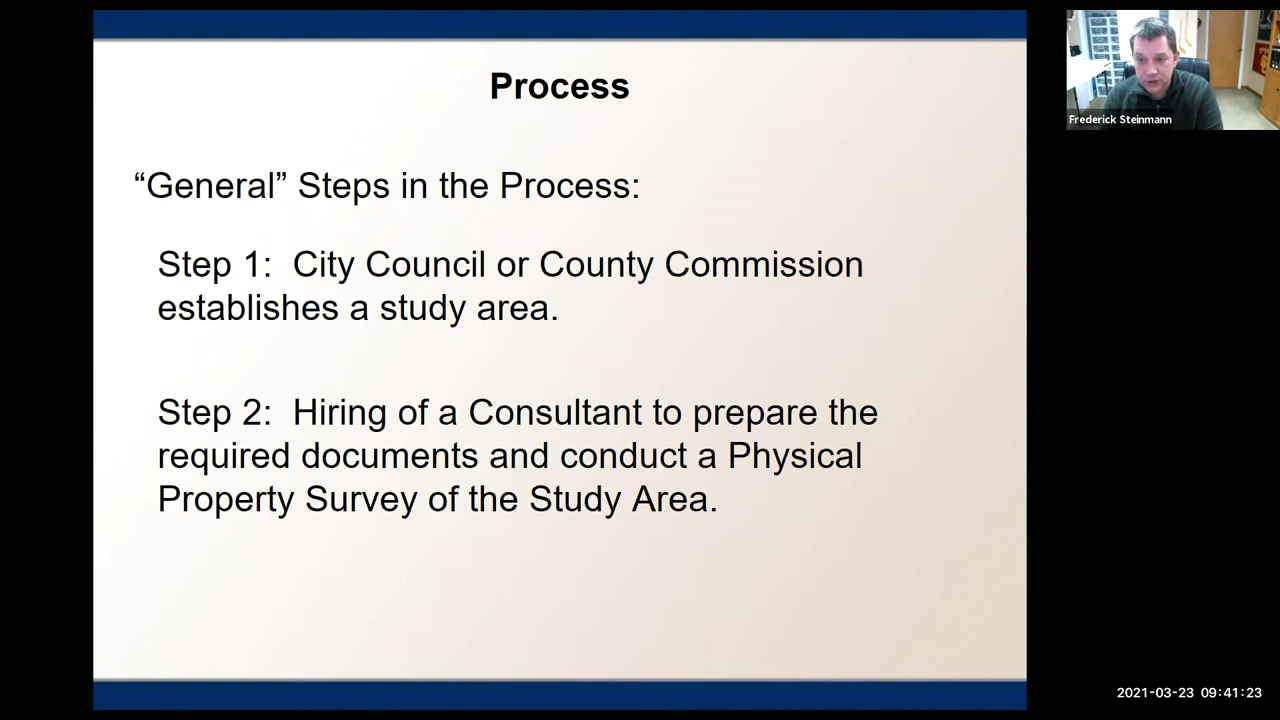 Process
“General” Steps in the Process:
Step 1:  City Council or County Commission
establishes a study area.
Step 2:  Hiring of a Consultant to prepare the
required documents and conduct a Physical
Property Survey of the Study Area.
Frederick Steinmann
2021-03-23 09:41:23